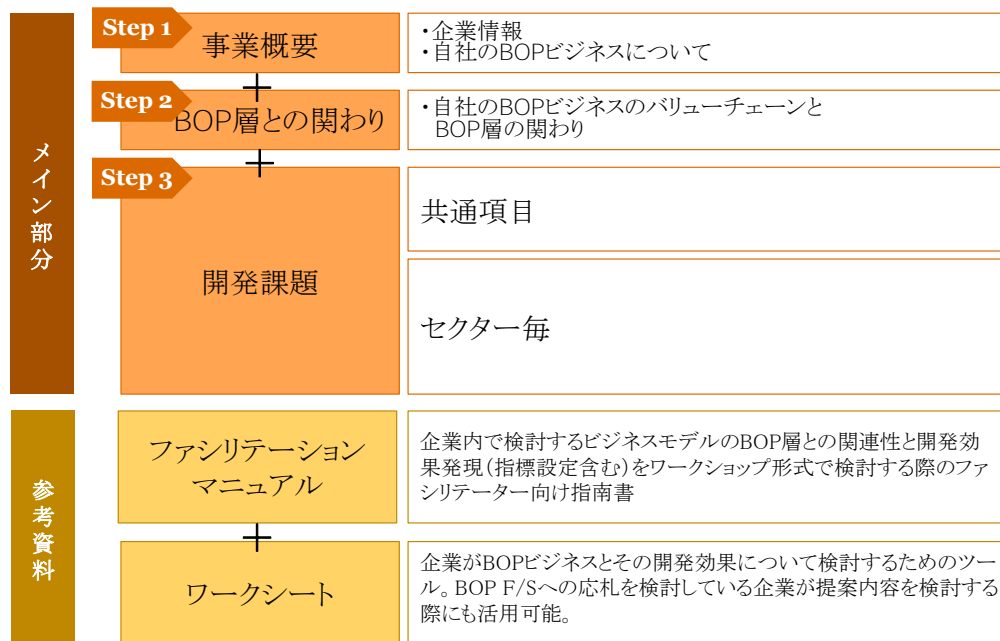 メイン部分
Step 1
事業概要
・企業情報
・自社のBOPビジネスについて
+
Step 2
BOP層との関わり
・自社のBOPビジネスのバリューチェーンと
BOP層の関わり
+
Step 3
開発課題
共通項目
セクター毎
参考資料
ファシリテーション
マニュアル
企業内で検討するビジネスモデルのBOP層との関連性と開発効
果発現(指標設定含む)をワークショップ形式で検討する際のファ
シリテーター向け指南書
+
ワークシート
企業がBOPビジネスとその開発効果について検討するためのツー
ル。BOP F/Sへの応札を検討している企業が提案内容を検討する
際にも活用可能。